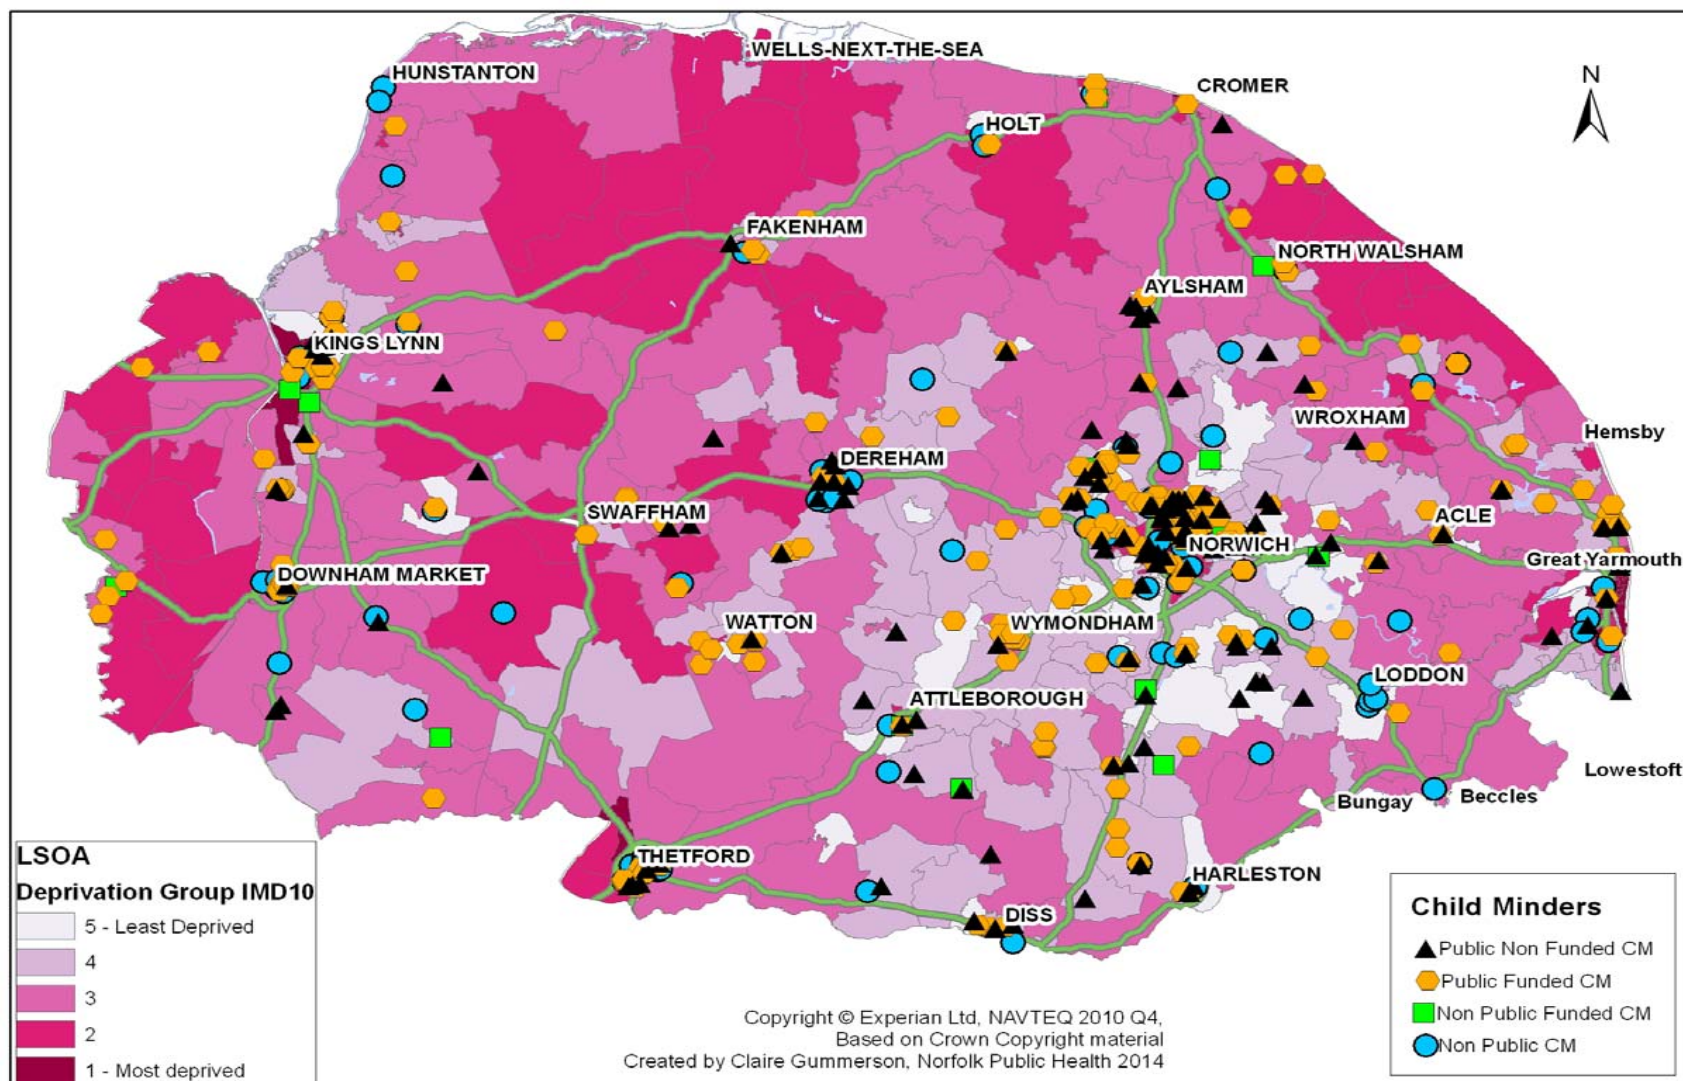 WELLS-NEXT-THE-SEA
HUNSTANTON
CROMER
N
HOLT
FAKENHAM
NORTH WALSHAM
AYLSHAM
KINGS LYNN
WROXHAM
Hemsby
DEREHAM
SWAFFHAM
ACLE
NORWICH
Great Yarmouth
DOWNHAM MARKET
WATTON
WYMONDHAM
LODDON
ATTLEBOROUGH
Lowestoft
Bungay
Beccles
THETFORD
HARLESTON
DISS
LSOA
Deprivation Group IMD10
5 - Least Deprived
4
3
2
1 - Most deprived
Child Minders
Public Non Funded CM
Public Funded CM
Non Public Funded CM
Non Public CM
Copyright © Experian Ltd, NAVTEQ 2010 Q4,
Based on Crown Copyright material
Created by Claire Gummerson, Norfolk Public Health 2014